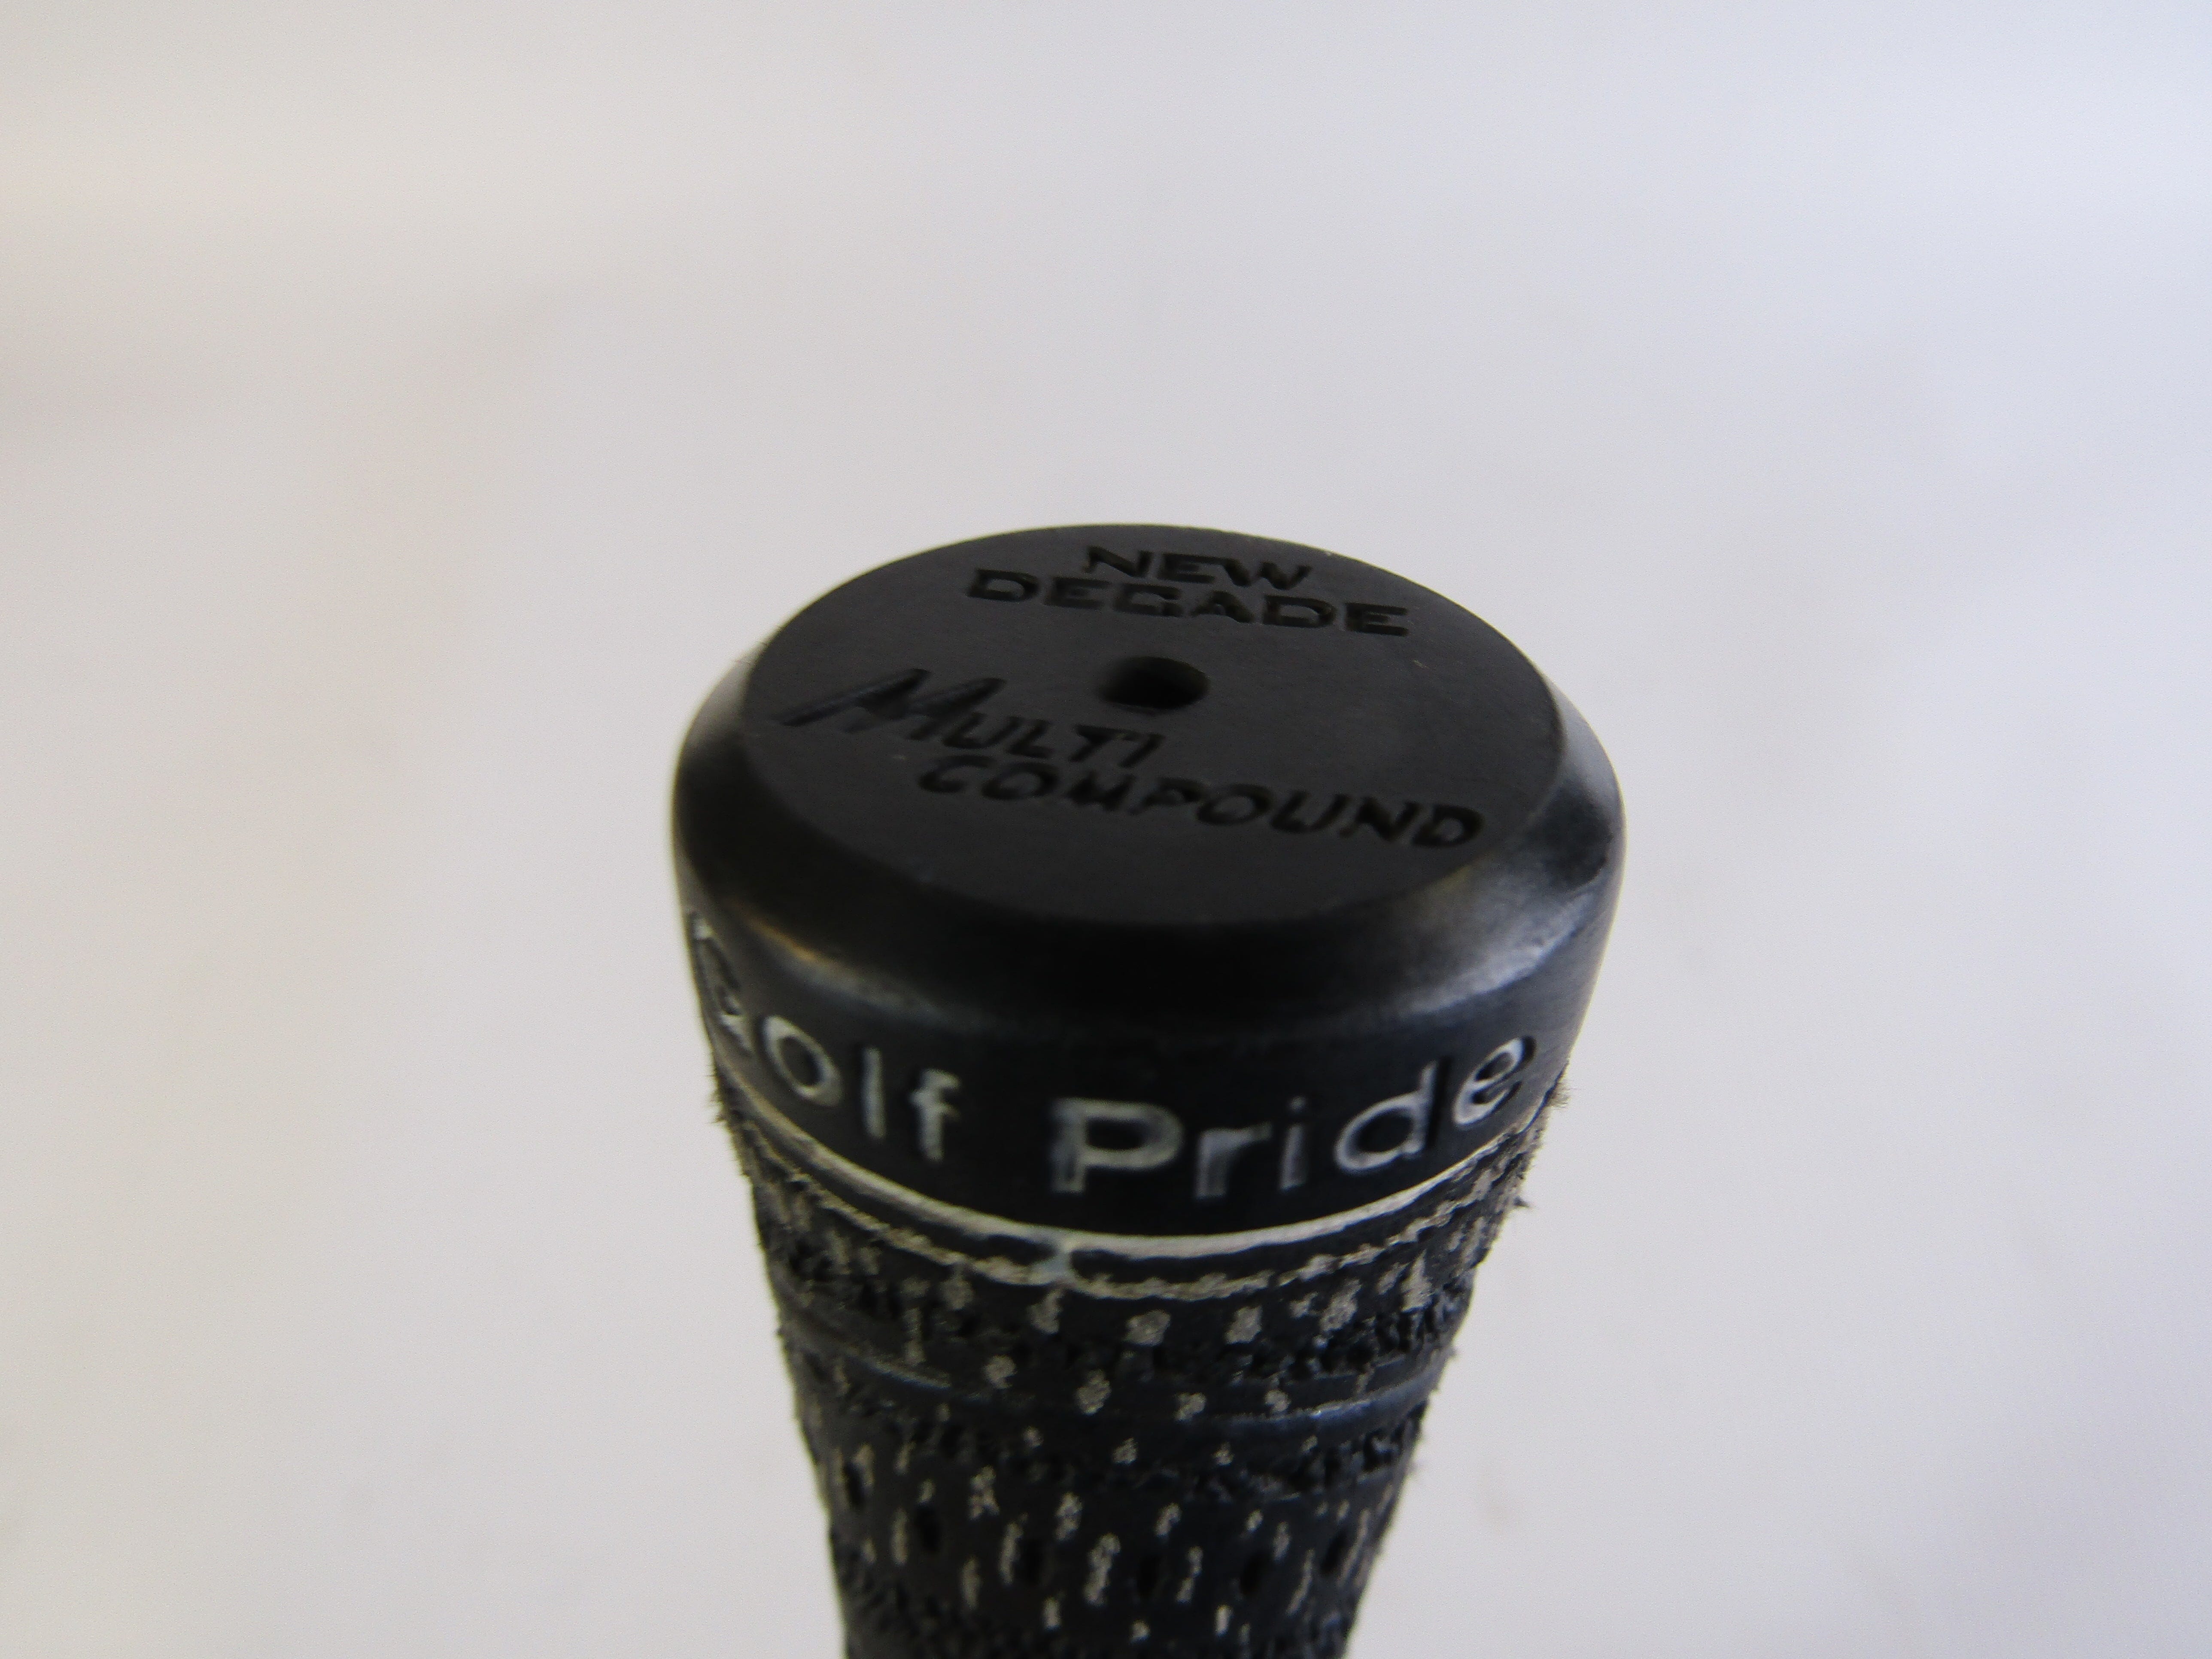 NEW
DECADE
MULTI
COMPOUND
Golf Pride